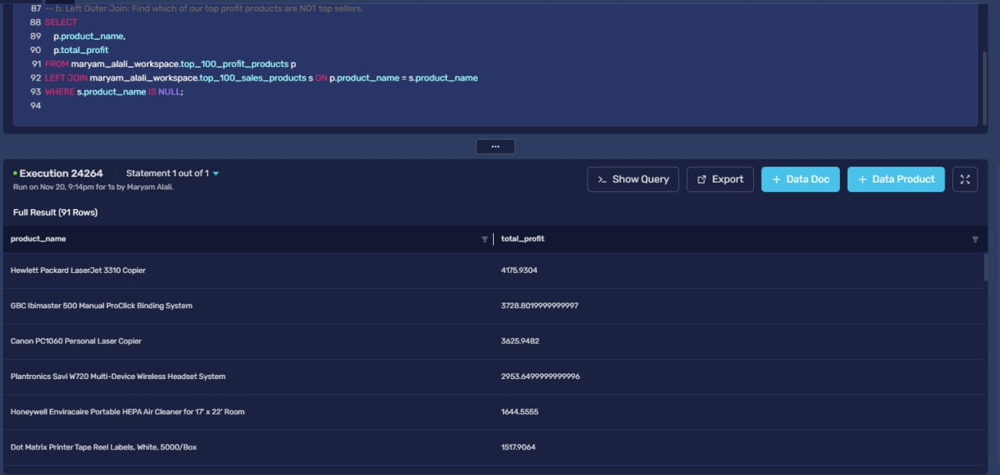 87 -- b. Left Outer Join: Find which of our top profit products are NOT top sellers.
88 SELECT
89 p.product_name,
90 p.total_profit
91 FROM maryam_alali_workspace.top_100_profit_products p
92 LEFT JOIN maryam_alali_workspace.top_100_sales_products s ON p.product_name = s.product_name
93 WHERE s.product_name IS NULL;
94
Execution 24264 Statement 1 out of 1
Run on Nov 20, 9:14pm for 1s by Maryam Alali.
Show Query Export + Data Doc + Data Product
Full Result (91 Rows)
product_name total_profit
Hewlett Packard LaserJet 3310 Copier 4175.9304
GBC Ibimaster 500 Manual ProClick Binding System 3728.8019999999997
Canon PC1060 Personal Laser Copier 3625.9482
Plantronics Savi W720 Multi-Device Wireless Headset System 2953.6499999999996
Honeywell Enviracaire Portable HEPA Air Cleaner for 17' x 22' Room 1644.5555
Dot Matrix Printer Tape Reel Labels, White, 5000/Box 1517.9064